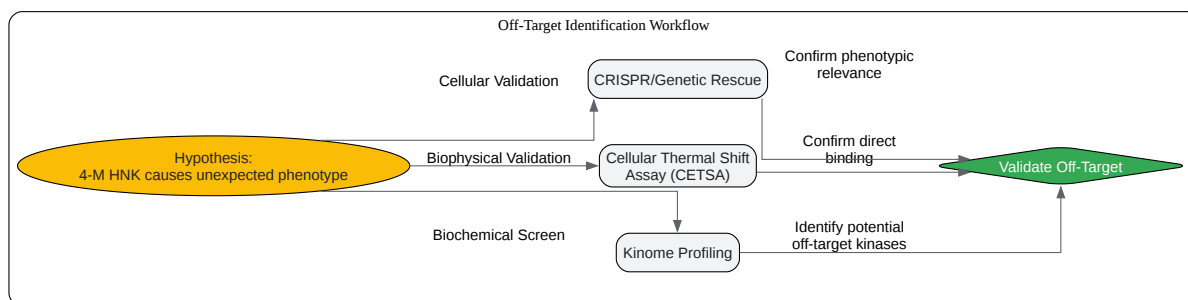 Off-Target Identification Workflow
Confirm phenotypic
relevance
Cellular Validation
CRISPR/Genetic Rescue
Hypothesis:
4-M HNK causes unexpected phenotype
Biophysical Validation
Cellular Thermal Shift
Assay (CETSA)
Confirm direct
binding
Validate Off-Target
Biochemical Screen
Kinome Profiling
Identify potential
off-target kinases